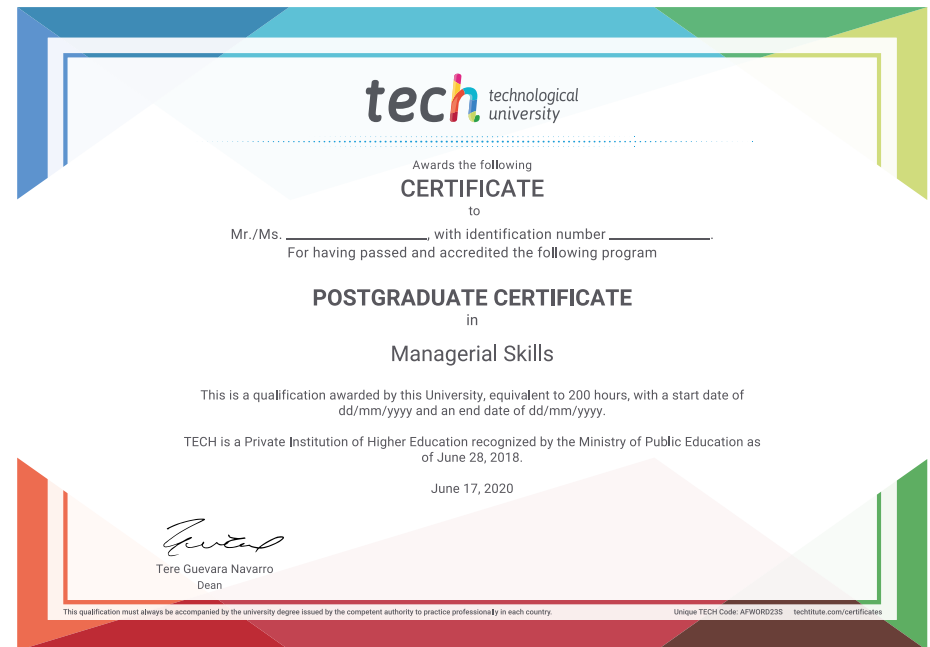 tech technological
university
Awards the following
CERTIFICATE
to
Mr./Ms. ____________________, with identification number ______________.
For having passed and accredited the following program
POSTGRADUATE CERTIFICATE
in
Managerial Skills
This is a qualification awarded by this University, equivalent to 200 hours, with a start date of
dd/mm/yyyy and an end date of dd/mm/yyyy.
TECH is a Private Institution of Higher Education recognized by the Ministry of Public Education as
of June 28, 2018.
June 17, 2020
Tere Guevara Navarro
Dean
This qualification must always be accompanied by the university degree issued by the competent authority to practice professionally in each country. Unique TECH Code: AFWORD23S techtitute.com/certificates